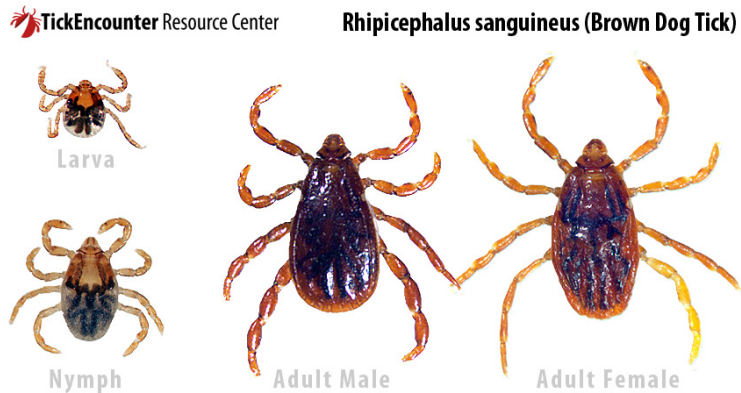 TickEncounter Resource Center
Rhipicephalus sanguineus (Brown Dog Tick)
Larva
Nymph
Adult Male
Adult Female